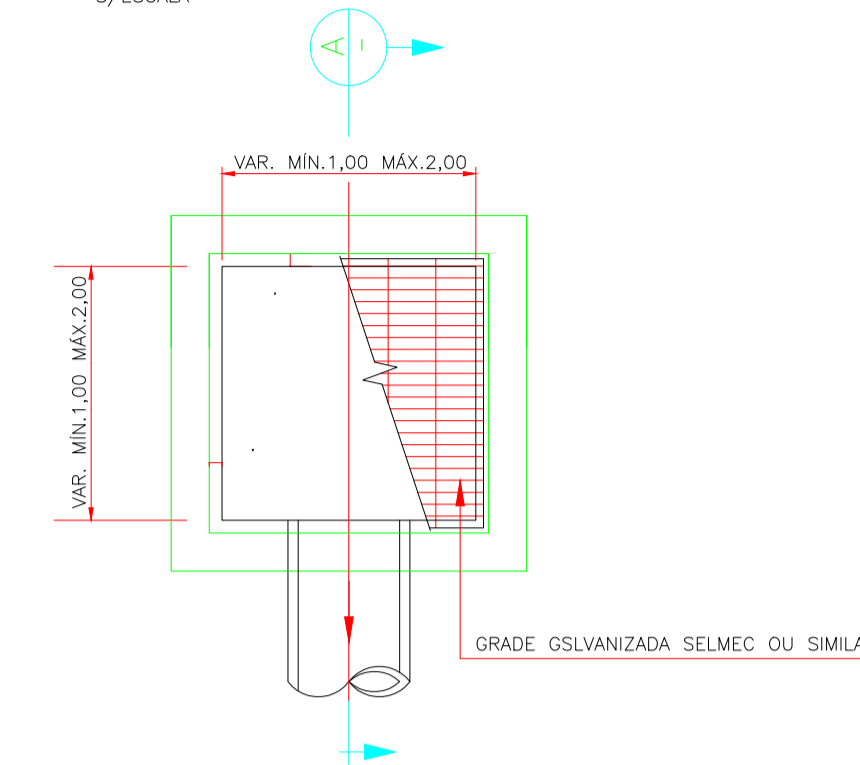 S/ESCALA
A
-
VAR. MÍN.1,00 MÁX.2,00
VAR. MÍN.1,00 MÁX.2,00
GRADE GSLVANIZADA SELMEC OU SIMILA